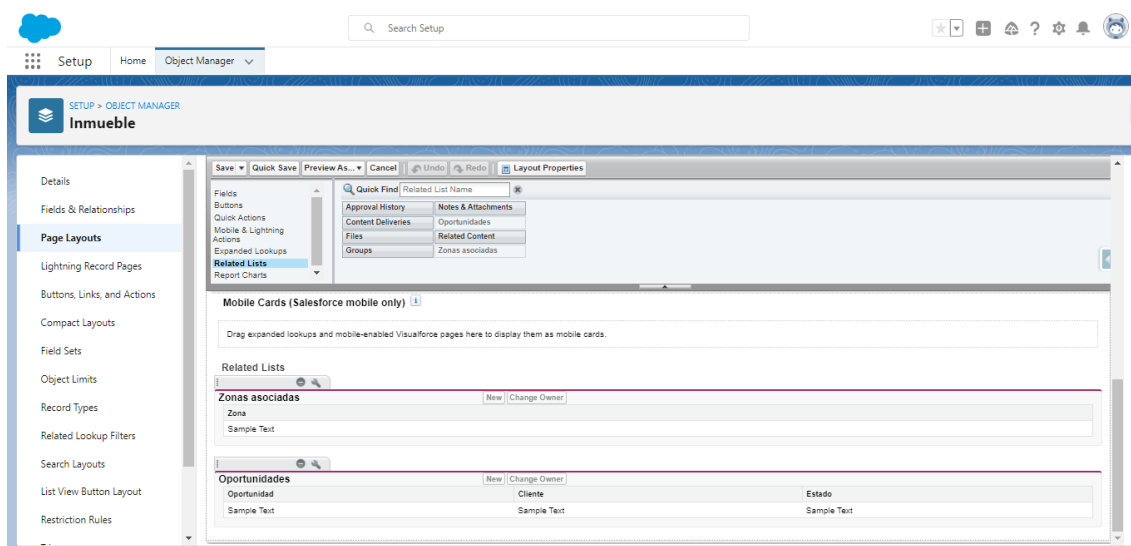 Search Setup
Setup
Home
Object Manager
SETUP > OBJECT MANAGER
Inmueble
Details
Fields & Relationships
Page Layouts
Lightning Record Pages
Buttons, Links, and Actions
Compact Layouts
Field Sets
Object Limits
Record Types
Related Lookup Filters
Search Layouts
List View Button Layout
Restriction Rules
Save Quick Save Preview As... Cancel Undo Redo Layout Properties
Fields
Buttons
Quick Actions
Mobile & Lightning
Actions
Expanded Lookups
Related Lists
Report Charts
Quick Find Related List Name
Approval History Notes & Attachments
Content Deliveries Oportunidades
Files Related Content
Groups Zonas asociadas
Mobile Cards (Salesforce mobile only) i
Drag expanded lookups and mobile-enabled Visualforce pages here to display them as mobile cards.
Related Lists
Zonas asociadas New Change Owner
Zona
Sample Text
Oportunidades New Change Owner
Oportunidad Cliente Estado
Sample Text Sample Text Sample Text